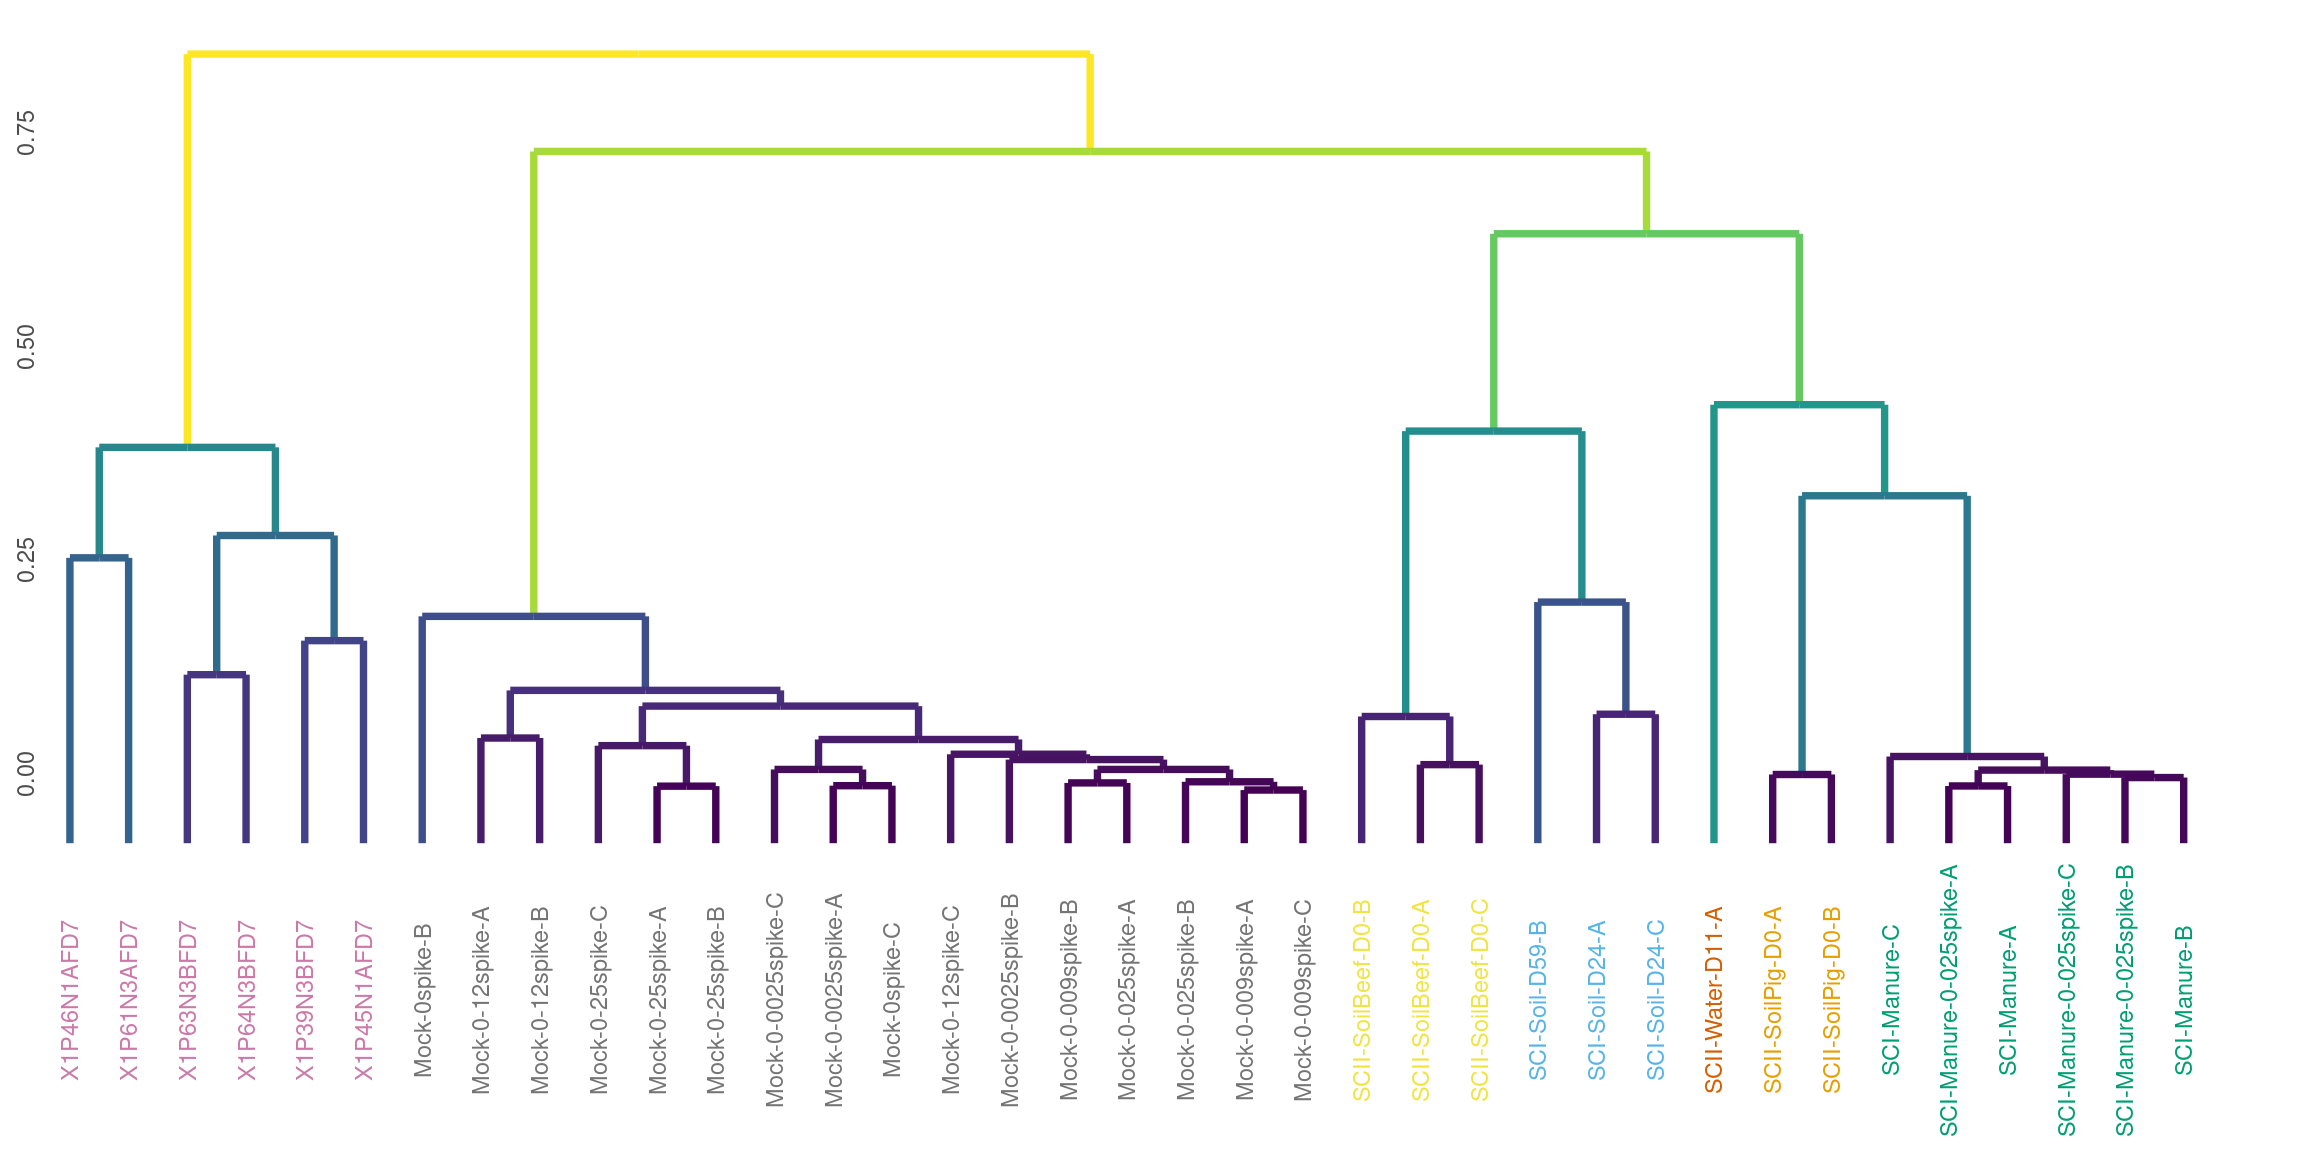 0.75
0.50
0.25
0.00
X1P46N1AFD7
X1P61N3AFD7
X1P63N3BFD7
X1P64N3BFD7
X1P39N3BFD7
X1P45N1AFD7
Mock-0spike-B
Mock-0-12spike-A
Mock-0-12spike-B
Mock-0-25spike-C
Mock-0-25spike-A
Mock-0-25spike-B
Mock-0-0025spike-C
Mock-0-0025spike-A
Mock-0spike-C
Mock-0-12spike-C
Mock-0-0025spike-B
Mock-0-009spike-B
Mock-0-025spike-A
Mock-0-025spike-B
Mock-0-009spike-A
Mock-0-009spike-C
SCII-SoilBeef-D0-B
SCII-SoilBeef-D0-A
SCII-SoilBeef-D0-C
SCI-Soil-D59-B
SCI-Soil-D24-A
SCI-Soil-D24-C
SCII-Water-D11-A
SCII-SoilPig-D0-A
SCII-SoilPig-D0-B
SCI-Manure-C
SCI-Manure-0-025spike-A
SCI-Manure-A
SCI-Manure-0-025spike-C
SCI-Manure-0-025spike-B
SCI-Manure-B